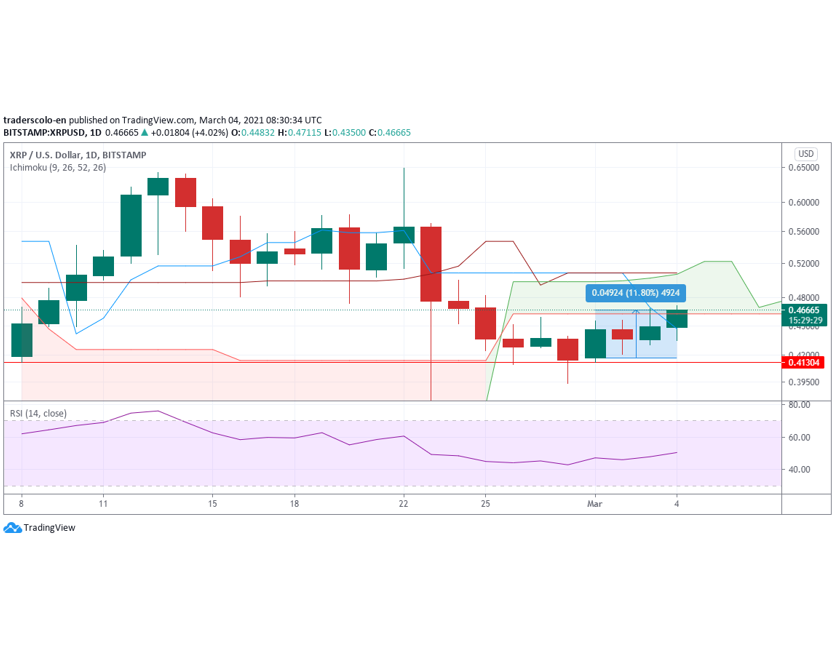 traderscolo-en published on TradingView.com, March 04, 2021 08:30:34 UTC
BITSTAMP:XRPUSD, 1D 0.46665 ▲ +0.01804 (+4.02%) O:0.44832 H:0.47115 L:0.43500 C:0.46665
XRP / U.S. Dollar, 1D, BITSTAMP
Ichimoku (9, 26, 52, 26)
USD
0.65000
0.60000
0.56000
0.52000
0.48000
0.04924 (11.80%) 4924
0.46665
15:29:29
0.41304
0.39500
RSI (14, close)
80.00
60.00
40.00
8 11 15 18 22 25 Mar 4
TradingView